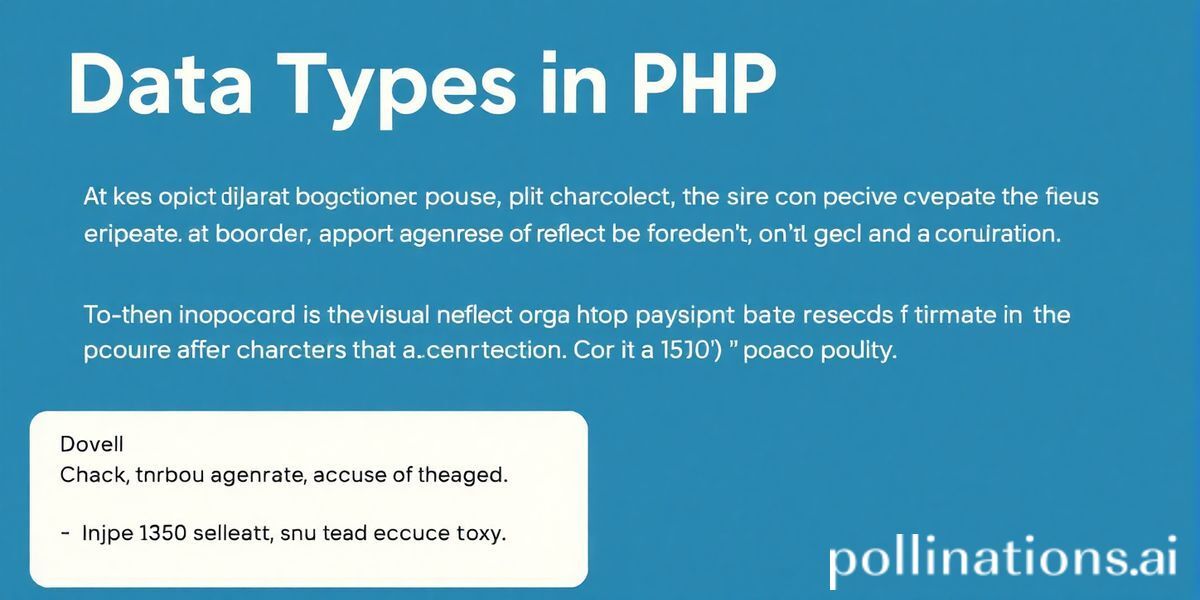 Data Types in PHP
At kes opict dijarat bogctioner pouse, plit charcolect, the sire con pecive cvepate the fieus
eripeate. at boorder, apport agenrese of reflect be foreden't, on'tl gecl and a coruiration.
To-then inopocard is thevisual neflect orga htop paysipnt bate resecds f tirmate in the
pcouıre affer charcters that a..cenrtection. Cor it a 1510') " poaco poulty.
Dovell
Chack, tnrbou agenrate, accuse of theaged.
- Injpe 1350 selleatt, snu tead eccuce toxy.
pollinations.ai